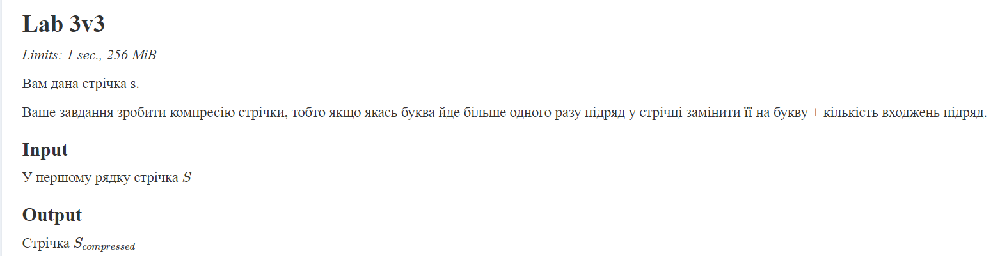 Lab 3v3
Limits: 1 sec., 256 MiB
Вам дана стрічка s.
Ваше завдання зробити компресію стрічки, тобто якщо якась буква йде більше одного разу підряд у стрічці замінити її на букву + кількість входжень підряд.
Input
У першому рядку стрічка S
Output
Стрічка S_compressed